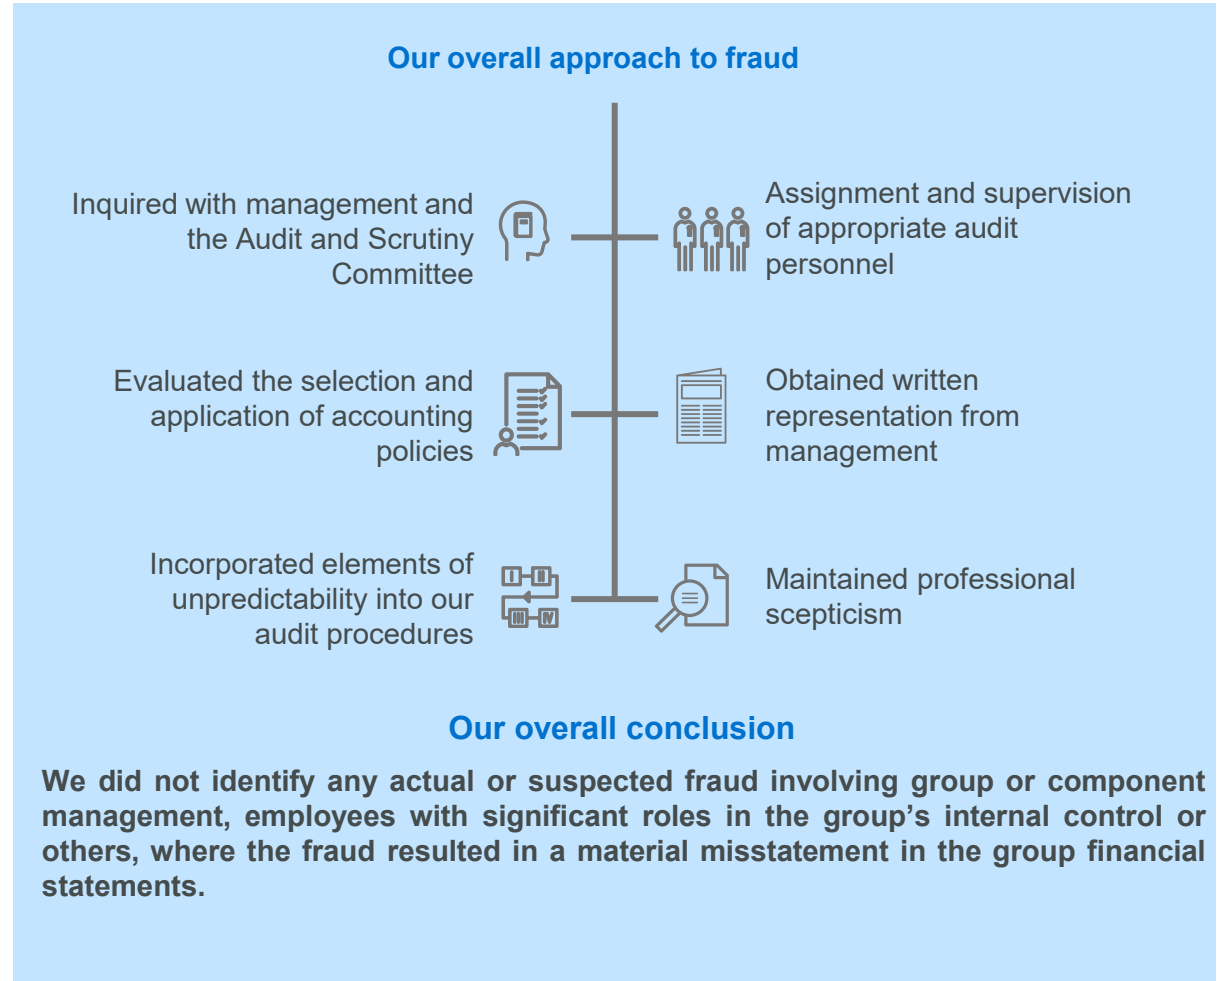 Our overall approach to fraud
Inquired with management and
the Audit and Scrutiny
Committee
Assignment and supervision
of appropriate audit
personnel
Evaluated the selection and
application of accounting
policies
Obtained written
representation from
management
Incorporated elements of
unpredictability into our
audit procedures
I II
III IV
Maintained professional
scepticism
Our overall conclusion
We did not identify any actual or suspected fraud involving group or component
management, employees with significant roles in the group’s internal control or
others, where the fraud resulted in a material misstatement in the group financial
statements.